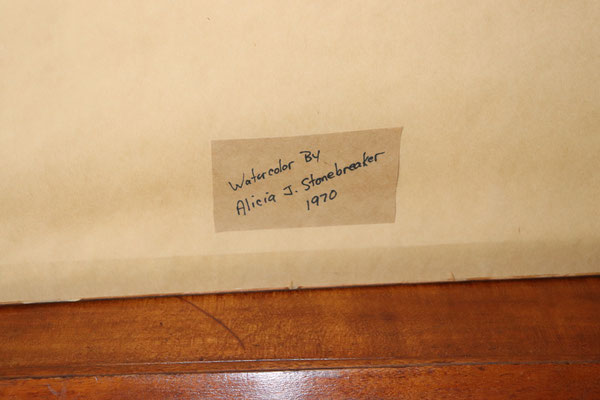 Watercolor By
Alicia J. Stonebreaker
1970